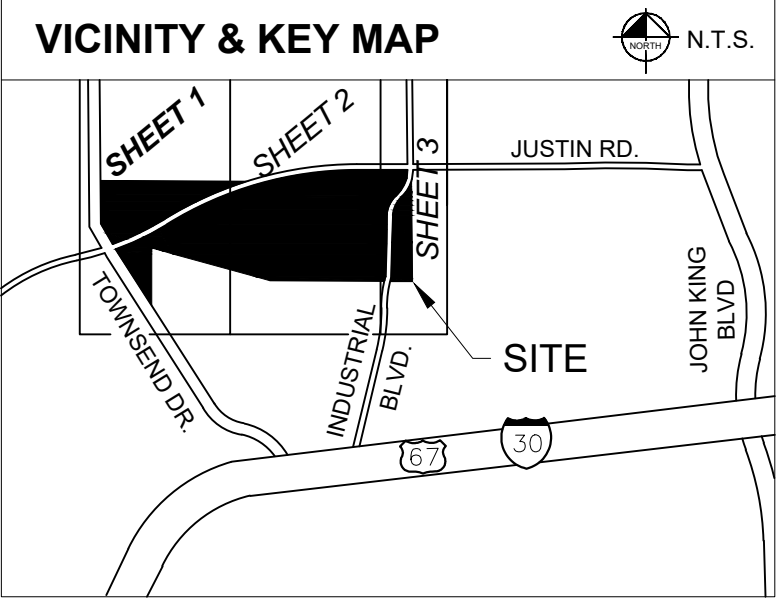 VICINITY & KEY MAP
NORTH
N.T.S.
SHEET 1
SHEET 2
SHEET 3
JUSTIN RD.
TOWNSEND DR.
INDUSTRIAL
BLVD.
JOHN KING
BLVD
SITE
67
30